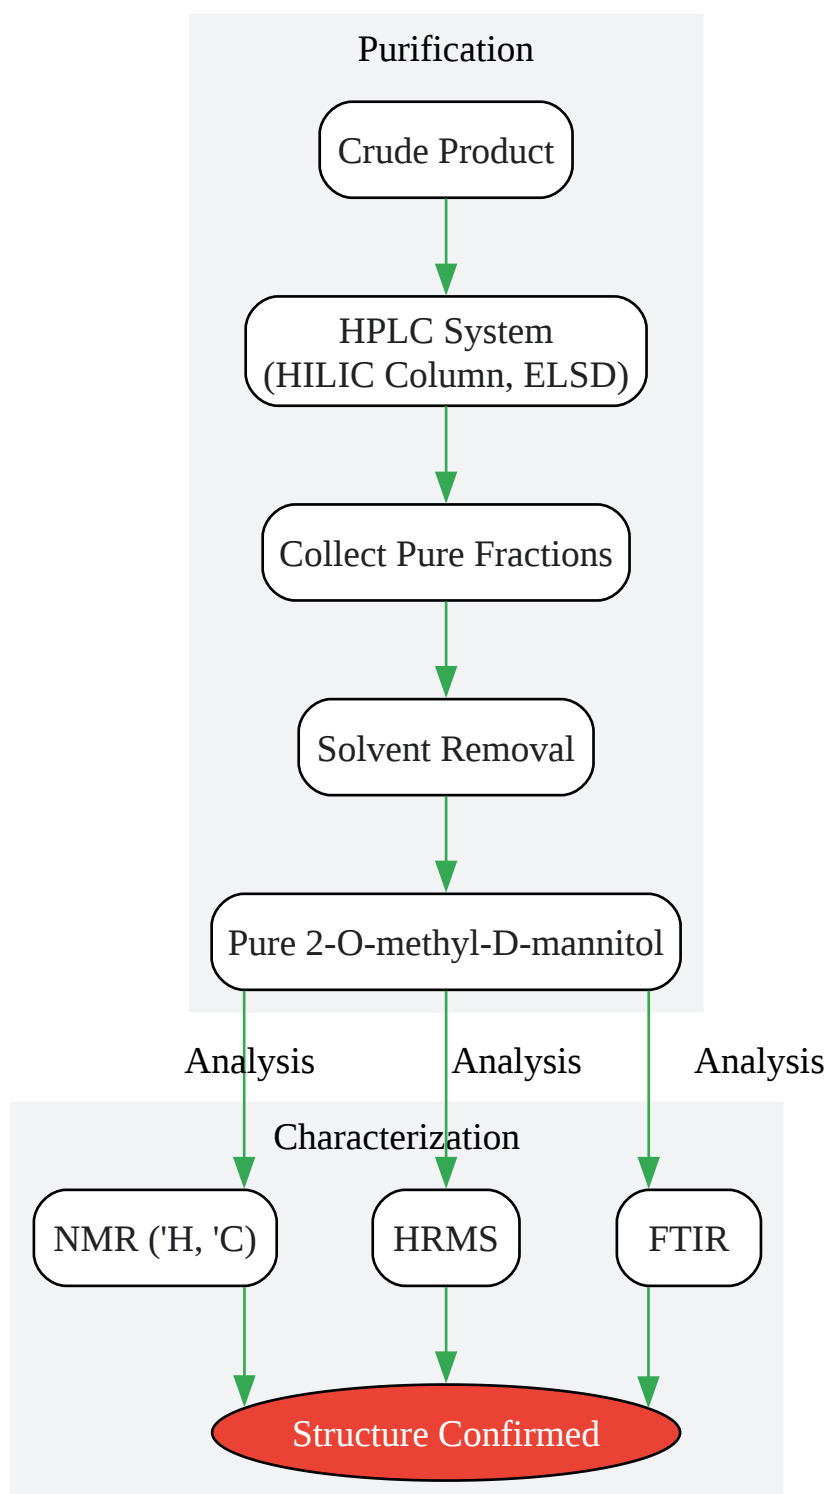 Purification
Crude Product
HPLC System
(HILIC Column, ELSD)
Collect Pure Fractions
Solvent Removal
Pure 2-O-methyl-D-mannitol
Analysis
Analysis
Analysis
Characterization
NMR ('H, 'C)
HRMS
FTIR
Structure Confirmed